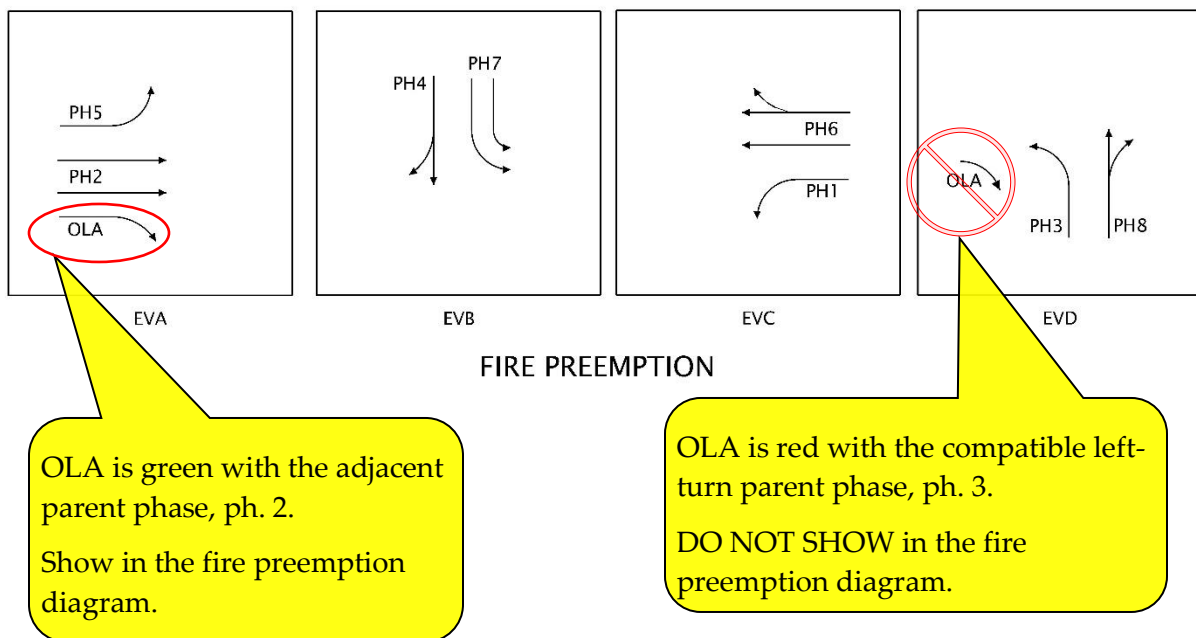 PH5
PH2
OLA
EVA
PH4
PH7
EVB
PH6
PH1
EVC
OLA
PH3
PH8
EVD
FIRE PREEMPTION
OLA is green with the adjacent
parent phase, ph. 2.
Show in the fire preemption
diagram.
OLA is red with the compatible left-
turn parent phase, ph. 3.
DO NOT SHOW in the fire
preemption diagram.